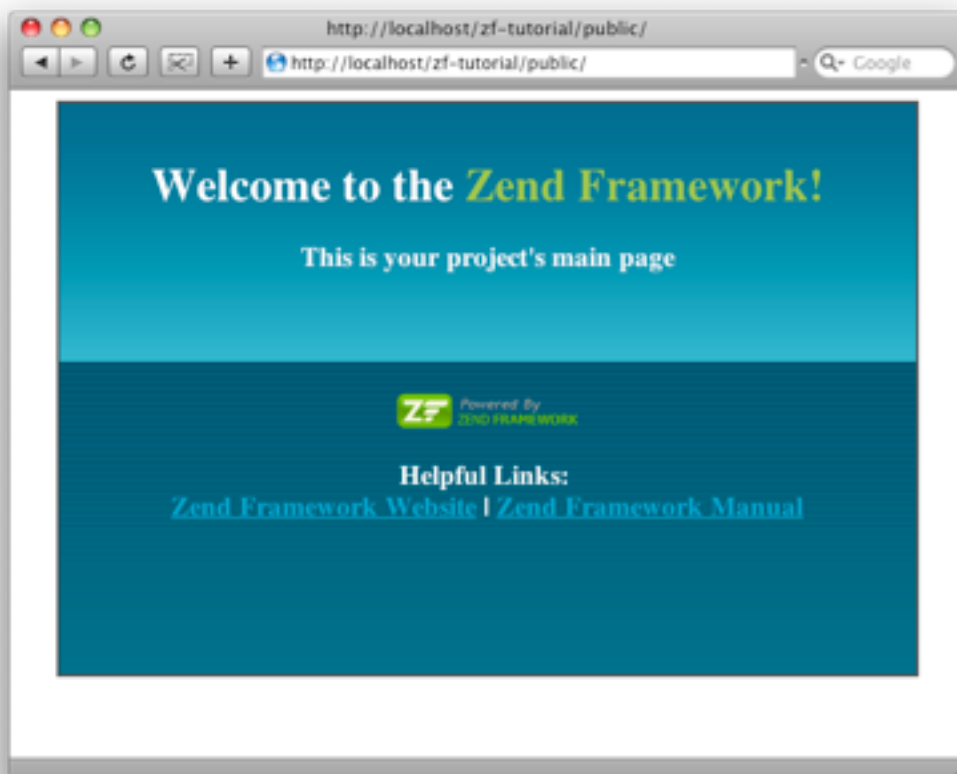 http://localhost/zf-tutorial/public/
http://localhost/zf-tutorial/public/
Google
Welcome to the Zend Framework!
This is your project's main page
ZF Powered By
ZEND FRAMEWORK
Helpful Links:
Zend Framework Website | Zend Framework Manual